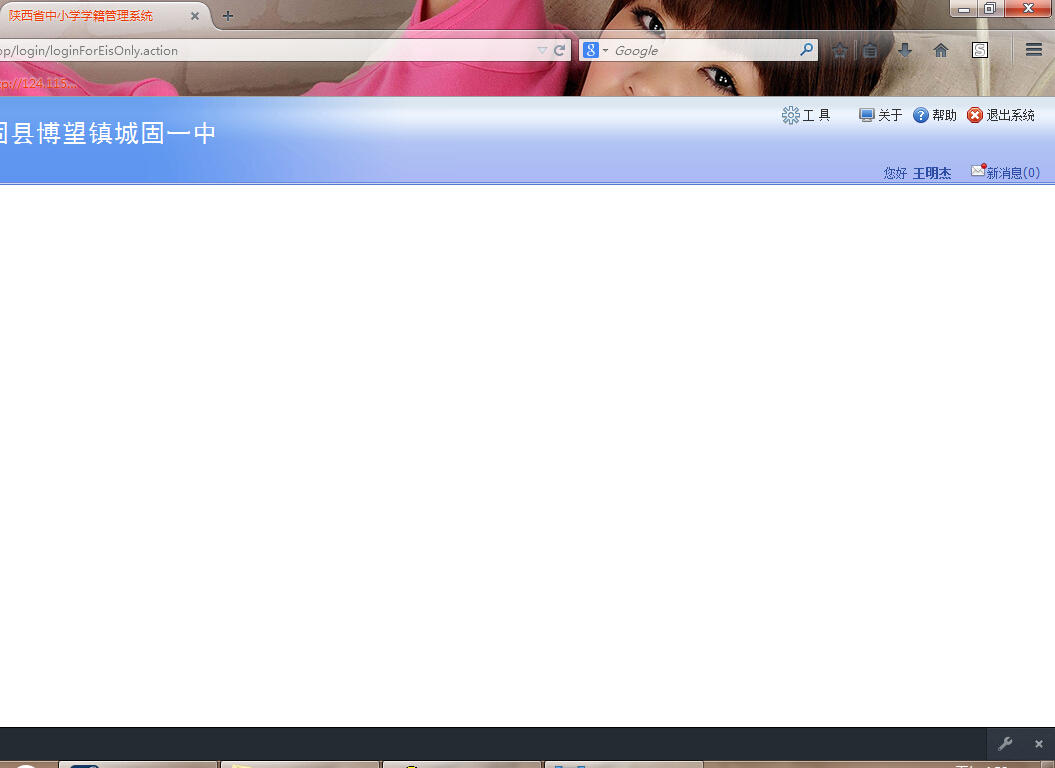 陕西省中小学学籍管理系统
pp/login/loginForEisOnly.action
8 Google
S
tp://124.115...
固县博望镇城固一中
工 具 关于 帮助 退出系统
您好 王明杰 新消息(0)